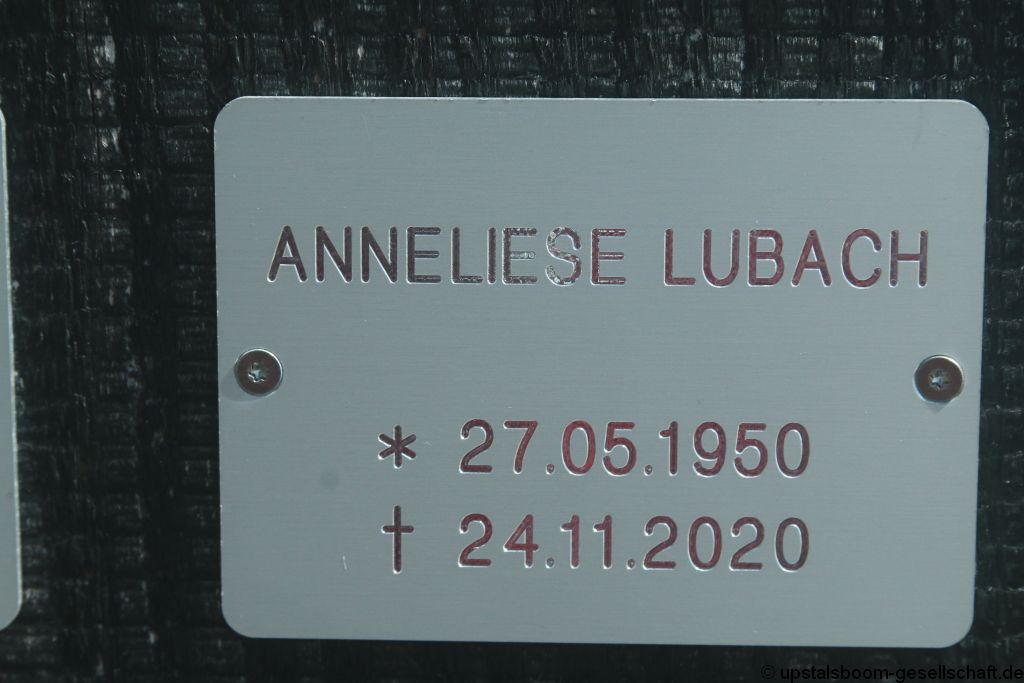 ANNELIESE LUBACH
* 27.05.1950
† 24.11.2020
© upstalsboom-gesellschaft.de